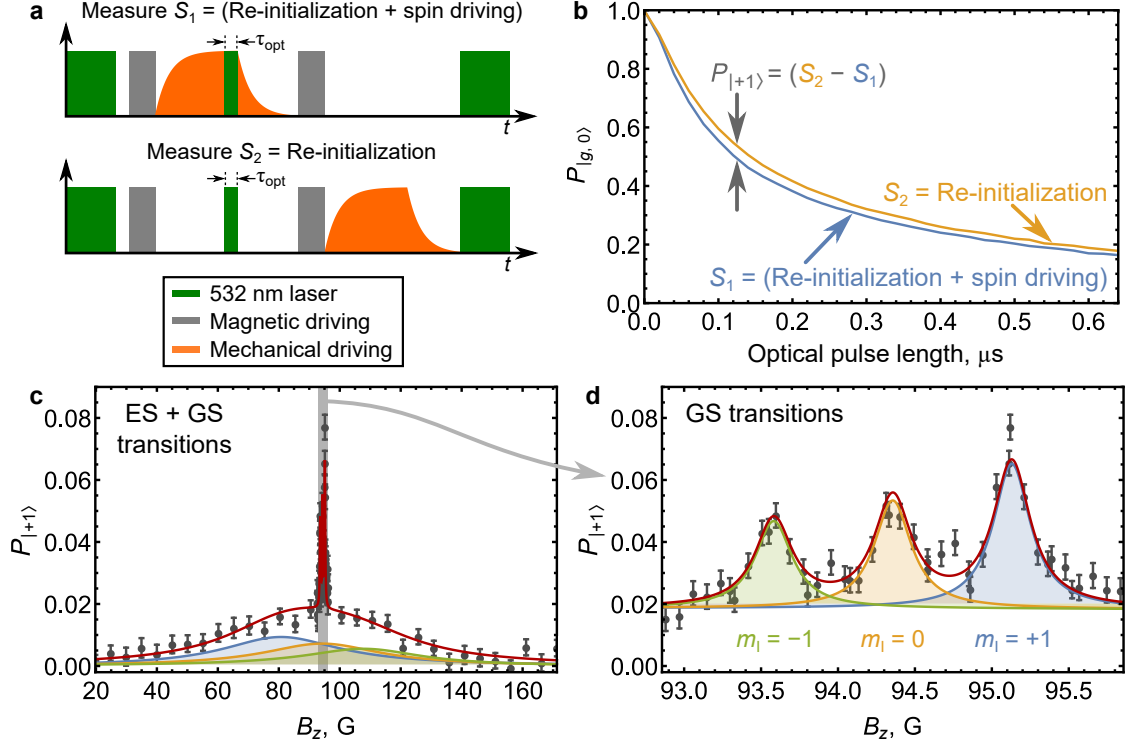 a
Measure S1 = (Re-initialization + spin driving)
τopt
t
Measure S2 = Re-initialization
τopt
t
532 nm laser
Magnetic driving
Mechanical driving
b
1.0
0.8
0.6
0.4
0.2
0.0
P|g, 0⟩
P|+1⟩ = (S2 − S1)
S2 = Re-initialization
S1 = (Re-initialization + spin driving)
0.0 0.1 0.2 0.3 0.4 0.5 0.6
Optical pulse length, μs
c
ES + GS
transitions
0.08
0.06
0.04
0.02
0.00
P|+1⟩
20 40 60 80 100 120 140 160
Bz, G
d
GS transitions
0.08
0.06
0.04
0.02
0.00
P|+1⟩
mI = −1 mI = 0 mI = +1
93.0 93.5 94.0 94.5 95.0 95.5
Bz, G